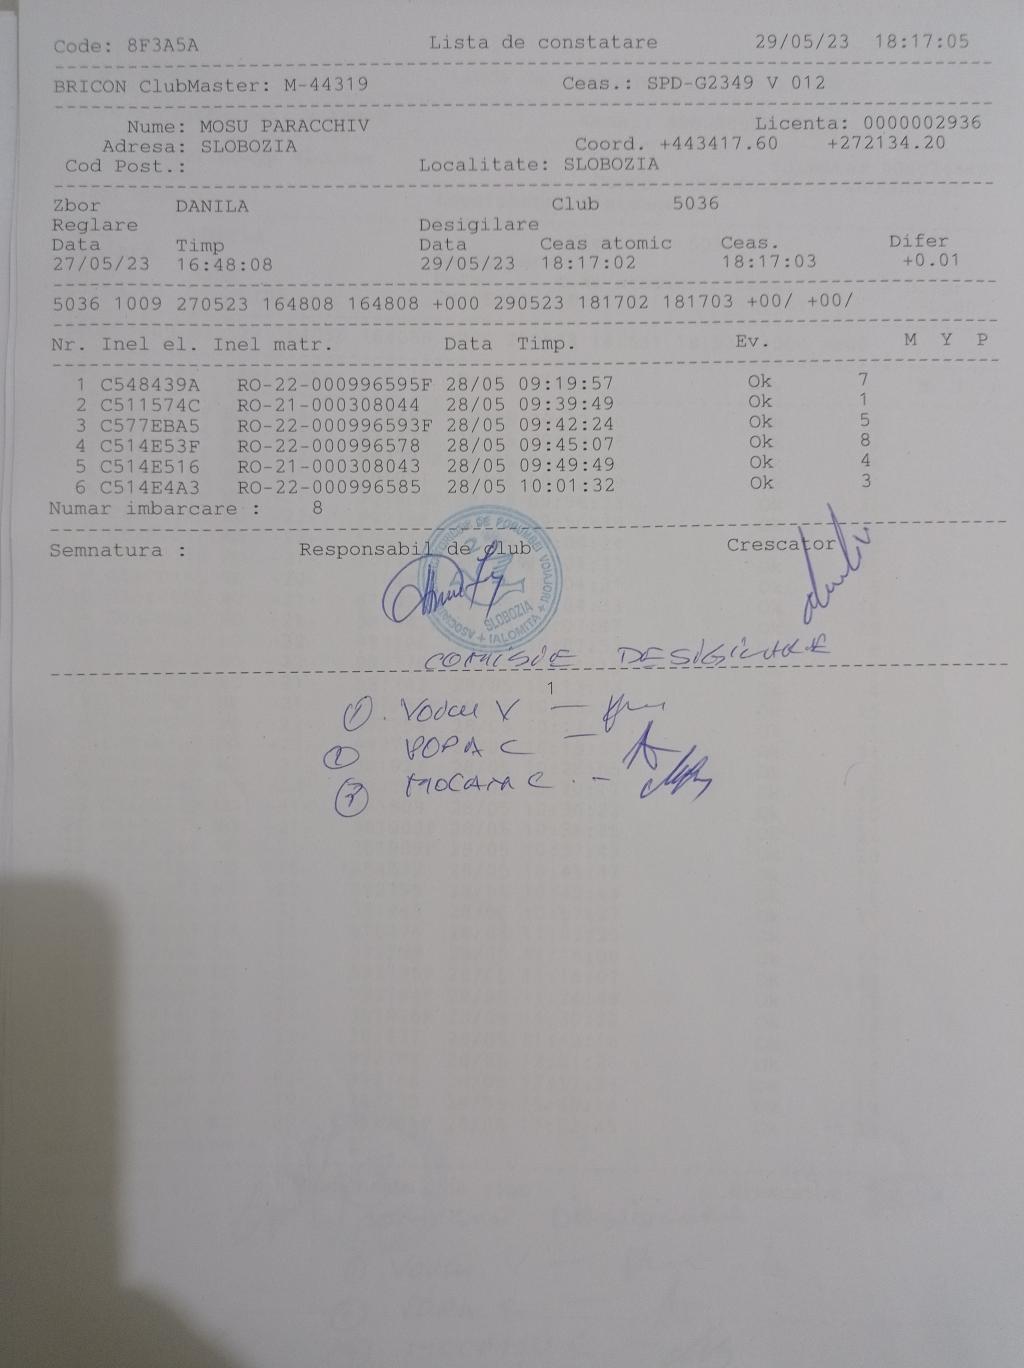 Code: 8F3A5A Lista de constatare 29/05/23 18:17:05
BRICON ClubMaster: M-44319 Ceas.: SPD-G2349 V 012
Nume: MOSU PARACCHIV Licenta: 0000002936
Adresa: SLOBOZIA Coord. +443417.60 +272134.20
Cod Post.: Localitate: SLOBOZIA
Zbor DANILA Club 5036
Reglare Desigilare
Data Timp Data Ceas atomic Ceas. Difer
27/05/23 16:48:08 29/05/23 18:17:02 18:17:03 +0.01
5036 1009 270523 164808 164808 +000 290523 181702 181703 +00/ +00/
Nr. Inel el. Inel matr. Data Timp. Ev. M Y P
1 C548439A RO-22-000996595F 28/05 09:19:57 Ok 7
2 C511574C RO-21-000308044 28/05 09:39:49 Ok 1
3 C577EBA5 RO-22-000996593F 28/05 09:42:24 Ok 5
4 C514E53F RO-22-000996578 28/05 09:45:07 Ok 8
5 C514E516 RO-21-000308043 28/05 09:49:49 Ok 4
6 C514E4A3 RO-22-000996585 28/05 10:01:32 Ok 3
Numar imbarcare : 8
Semnatura : Responsabil de club Crescator
SLOBOZIA
IALOMITA
COMISIE DESIGILARE
1
1. V
2 POPA C
3 MOCANU C.